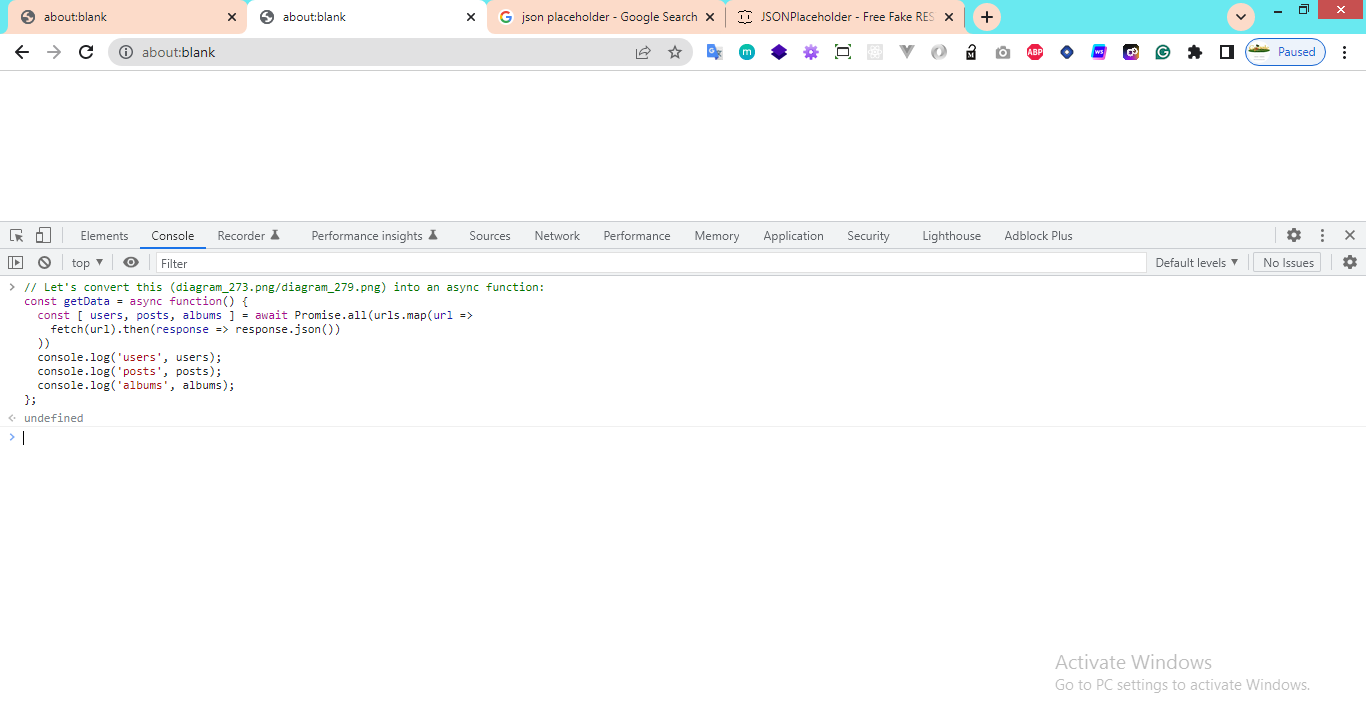 about:blank
about:blank
json placeholder - Google Search
JSONPlaceholder - Free Fake RES
about:blank
ABP
WS
Paused
Elements
Console
Recorder
Performance insights
Sources
Network
Performance
Memory
Application
Security
Lighthouse
Adblock Plus
top
Filter
Default levels
No Issues
// Let's convert this (diagram_273.png/diagram_279.png) into an async function:
const getData = async function() {
  const [ users, posts, albums ] = await Promise.all(urls.map(url =>
    fetch(url).then(response => response.json())
  ))
  console.log('users', users);
  console.log('posts', posts);
  console.log('albums', albums);
};
undefined
Activate Windows
Go to PC settings to activate Windows.